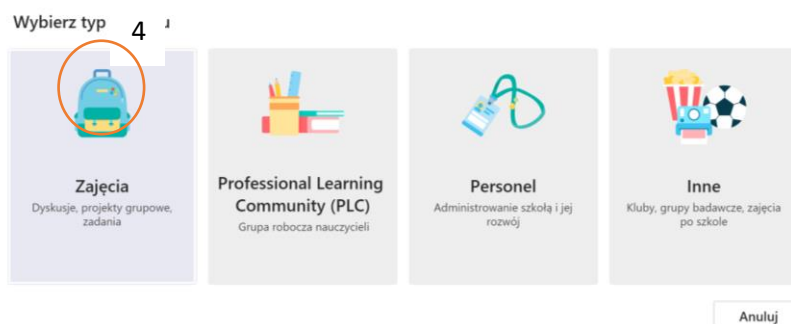 Wybierz typ
4
Zajęcia
Dyskusje, projekty grupowe,
zadania
Professional Learning
Community (PLC)
Grupa robocza nauczycieli
Personel
Administrowanie szkołą i jej
rozwój
Inne
Kluby, grupy badawcze, zajęcia
po szkole
Anuluj